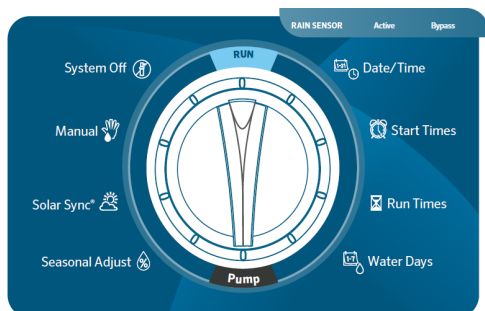 RAIN SENSOR Active Bypass
RUN
System Off
Date/Time
Manual
Start Times
Solar Sync®
Run Times
Seasonal Adjust
Water Days
Pump